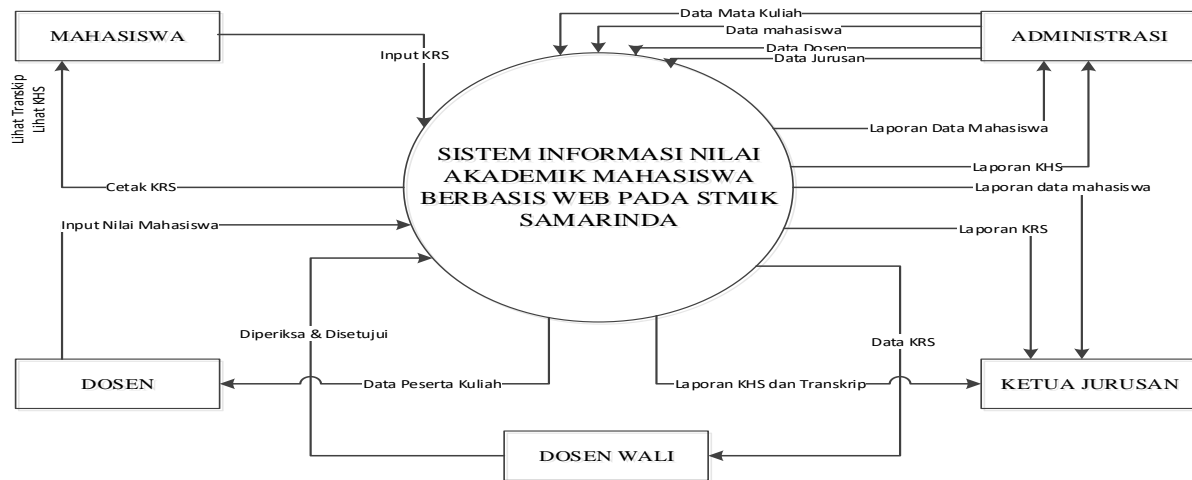 Data Mata Kuliah
MAHASISWA
Data mahasiswa
ADMINISTRASI
Input KRS
Data Dosen
Data Jurusan
Lihat Transkip
Lihat KHS
Laporan Data Mahasiswa
SISTEM INFORMASI NILAI
AKADEMIK MAHASISWA
BERBASIS WEB PADA STMIK
SAMARINDA
Laporan KHS
Cetak KRS
Laporan data mahasiswa
Input Nilai Mahasiswa
Laporan KRS
Diperiksa & Disetujui
Data KRS
DOSEN
Data Peserta Kuliah
Laporan KHS dan Transkrip
KETUA JURUSAN
DOSEN WALI